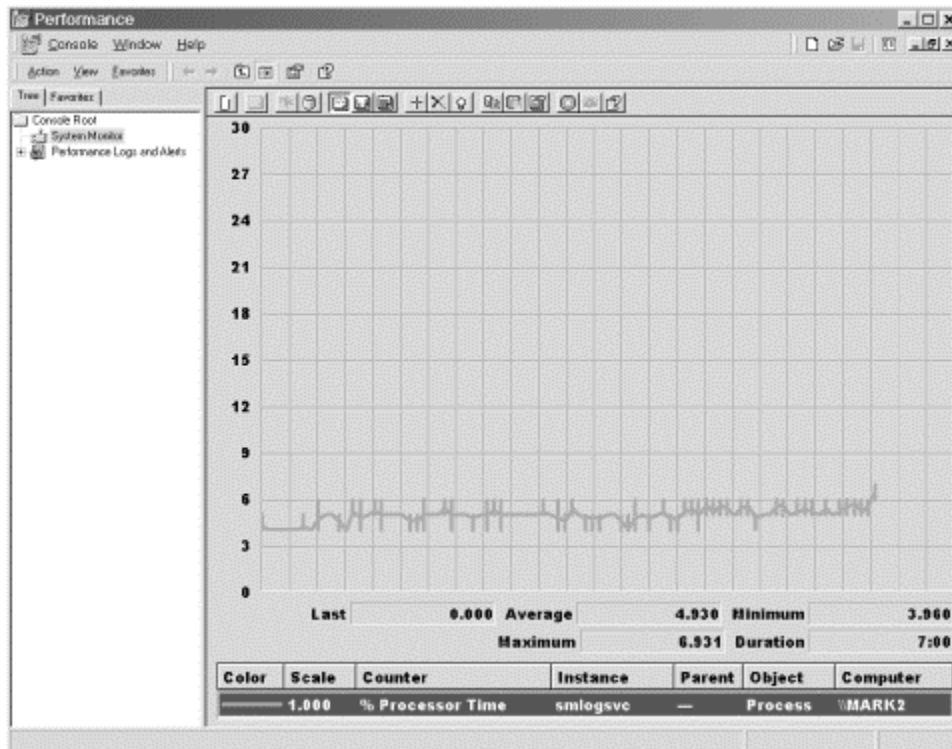 Performance
Console Window Help
Action View Favorites
Tree Favorites
Console Root
System Monitor
Performance Logs and Alerts
30
27
24
21
18
15
12
9
6
3
0
Last 0.000 Average 4.930 Minimum 3.960
Maximum 6.931 Duration 7:00
Color Scale Counter Instance Parent Object Computer
1.000 % Processor Time smlogsvc — Process \\MARK2